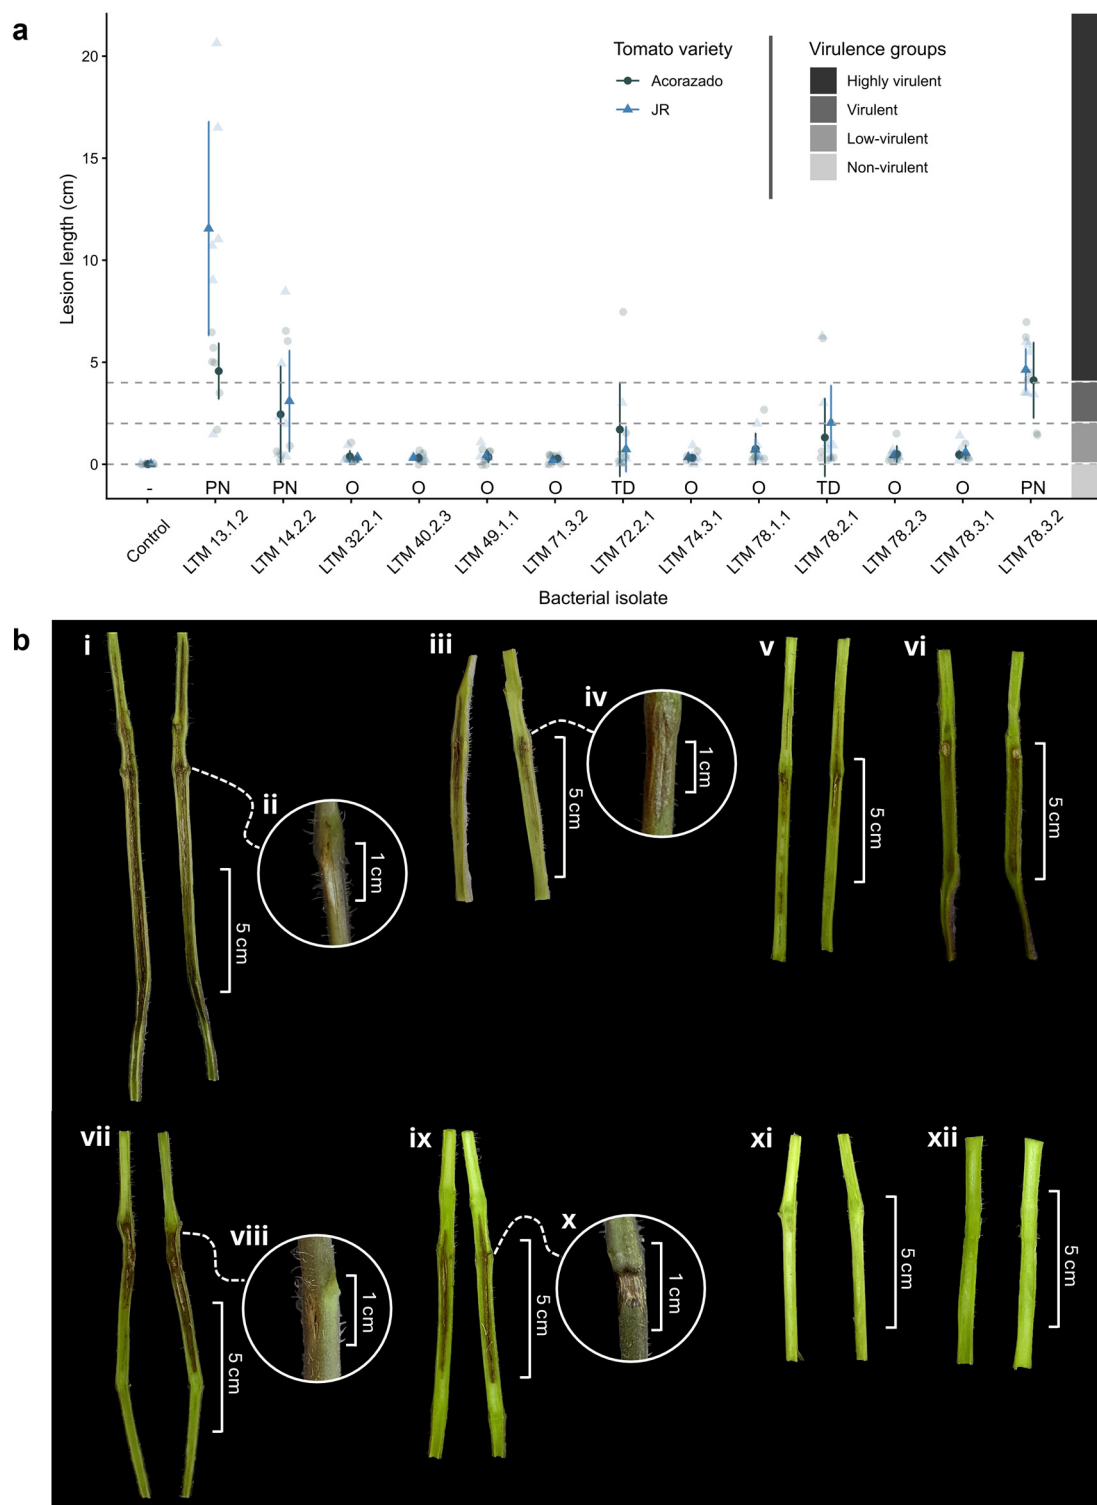 a
20
15
10
5
0
Lesion length (cm)
Tomato variety
Acorazado
JR
Virulence groups
Highly virulent
Virulent
Low-virulent
Non-virulent
- PN PN O O O O TD O O TD O O PN
Control
LTM 13.1.2
LTM 14.2.2
LTM 32.2.1
LTM 40.2.3
LTM 49.1.1
LTM 71.3.2
LTM 72.2.1
LTM 74.3.1
LTM 78.1.1
LTM 78.2.1
LTM 78.2.3
LTM 78.3.1
LTM 78.3.2
Bacterial isolate
b
i
5 cm
ii
1 cm
iii
5 cm
iv
1 cm
v
5 cm
vi
5 cm
vii
5 cm
viii
1 cm
ix
5 cm
x
1 cm
xi
5 cm
xii
5 cm